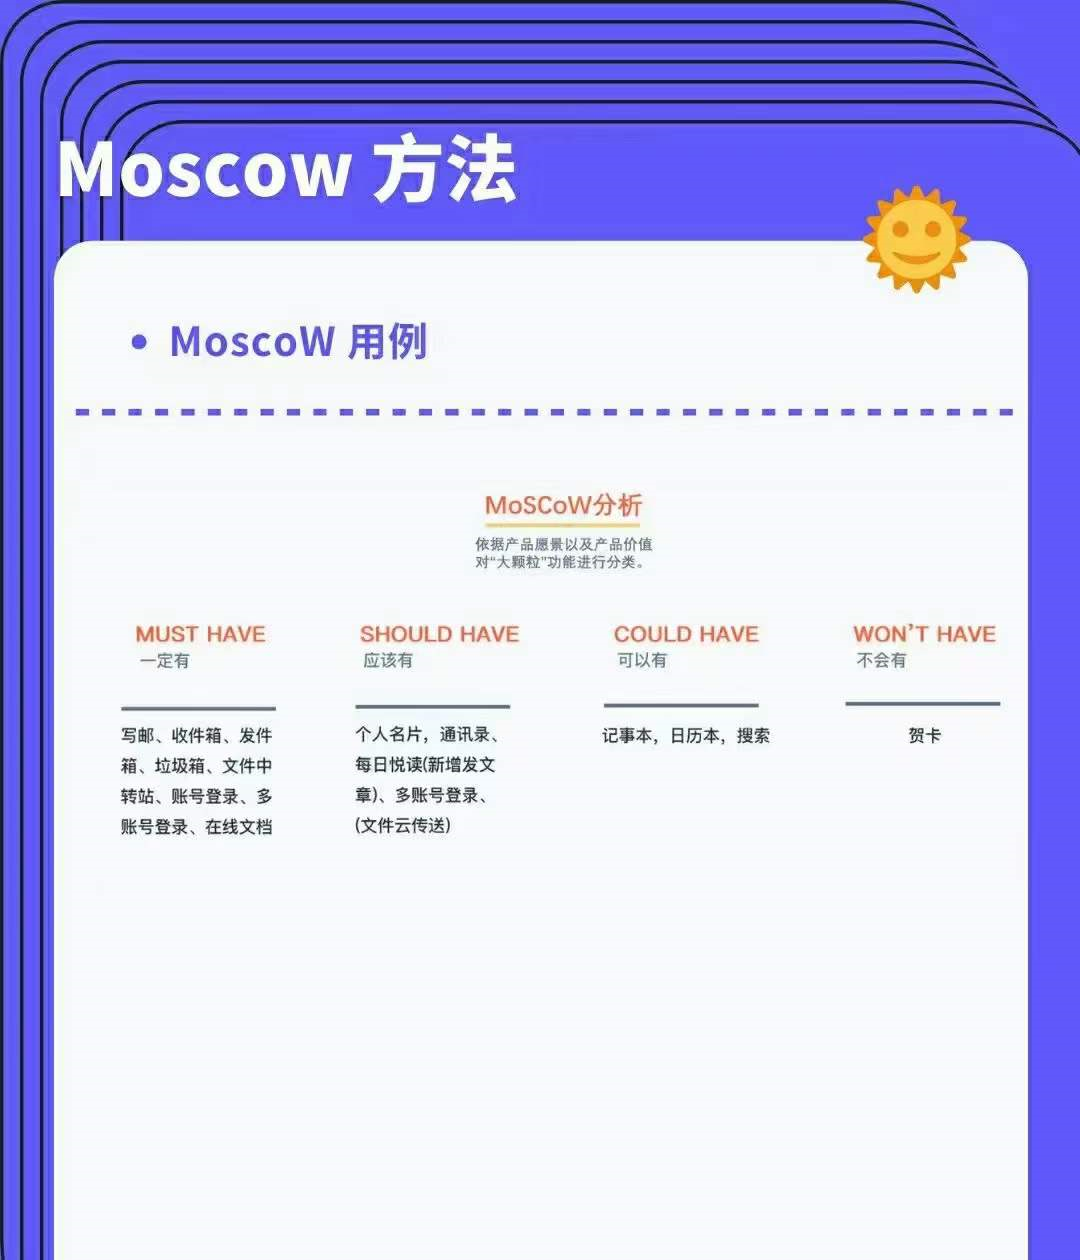 Moscow 方法
• MoscoW 用例
MoSCoW分析
依据产品愿景以及产品价值
对“大颗粒”功能进行分类。
MUST HAVE
一定有
写邮、收件箱、发件
箱、垃圾箱、文件中
转站、账号登录、多
账号登录、在线文档
SHOULD HAVE
应该有
个人名片，通讯录、
每日悦读(新增发文
章)、多账号登录、
(文件云传送)
COULD HAVE
可以有
记事本，日历本，搜索
WON’T HAVE
不会有
贺卡